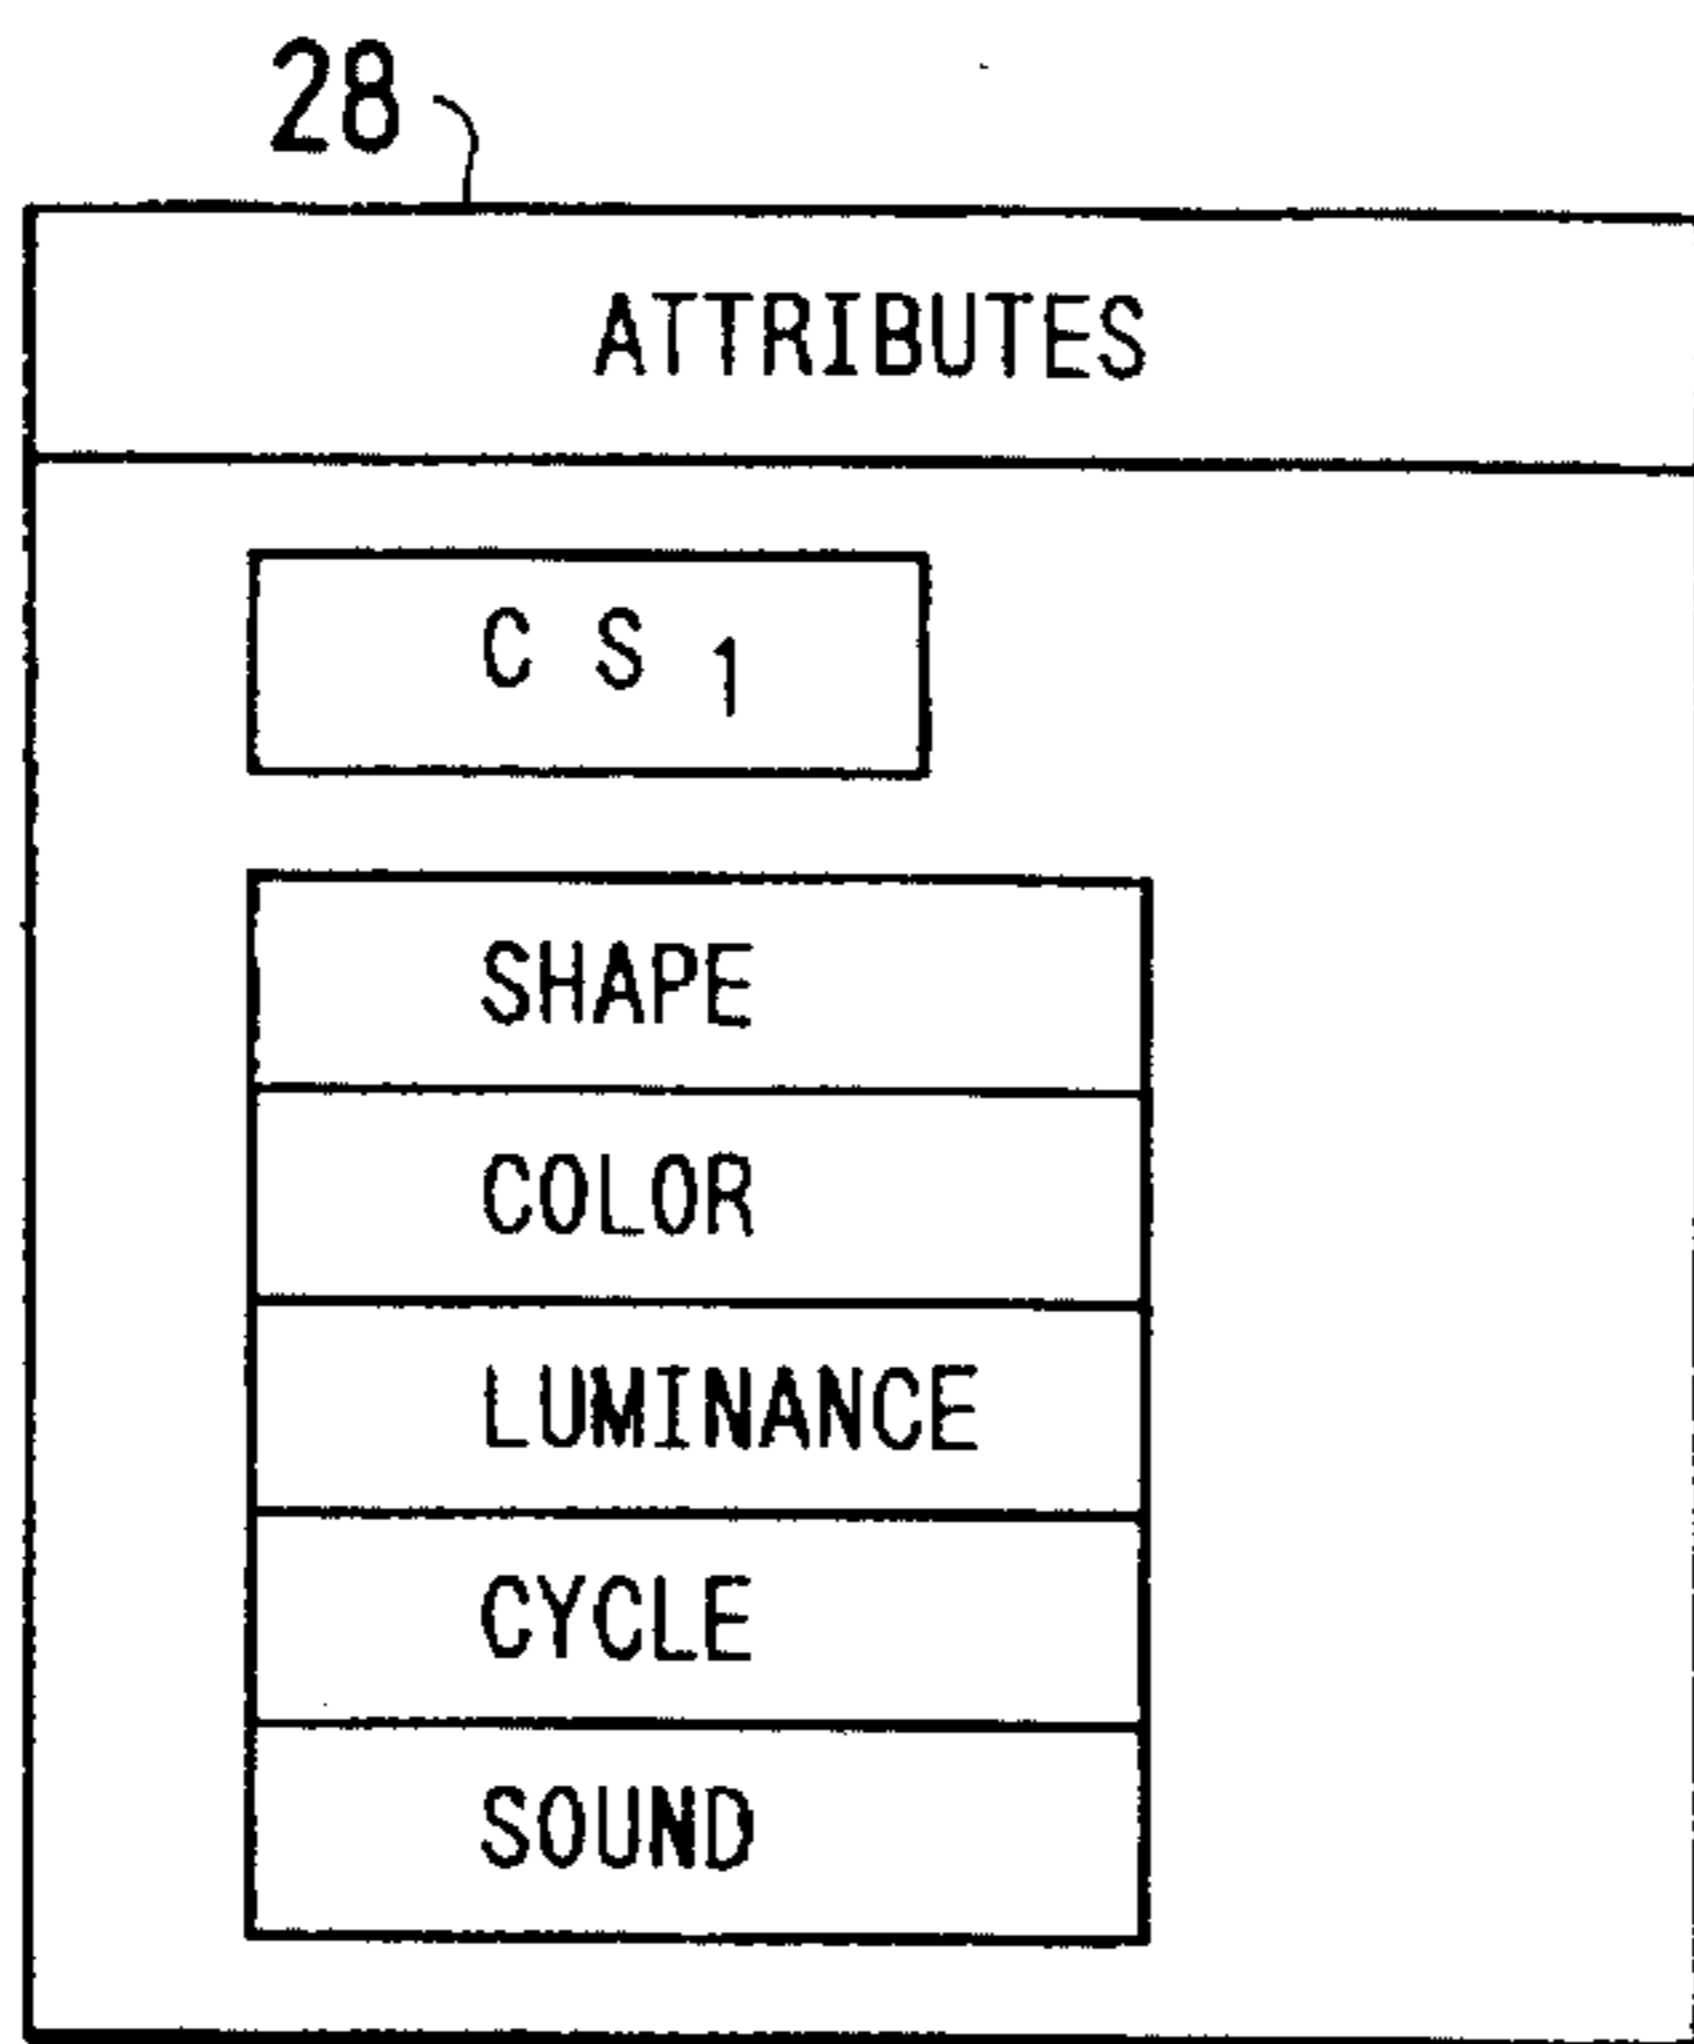 28
ATTRIBUTES
C S 1
SHAPE
COLOR
LUMINANCE
CYCLE
SOUND